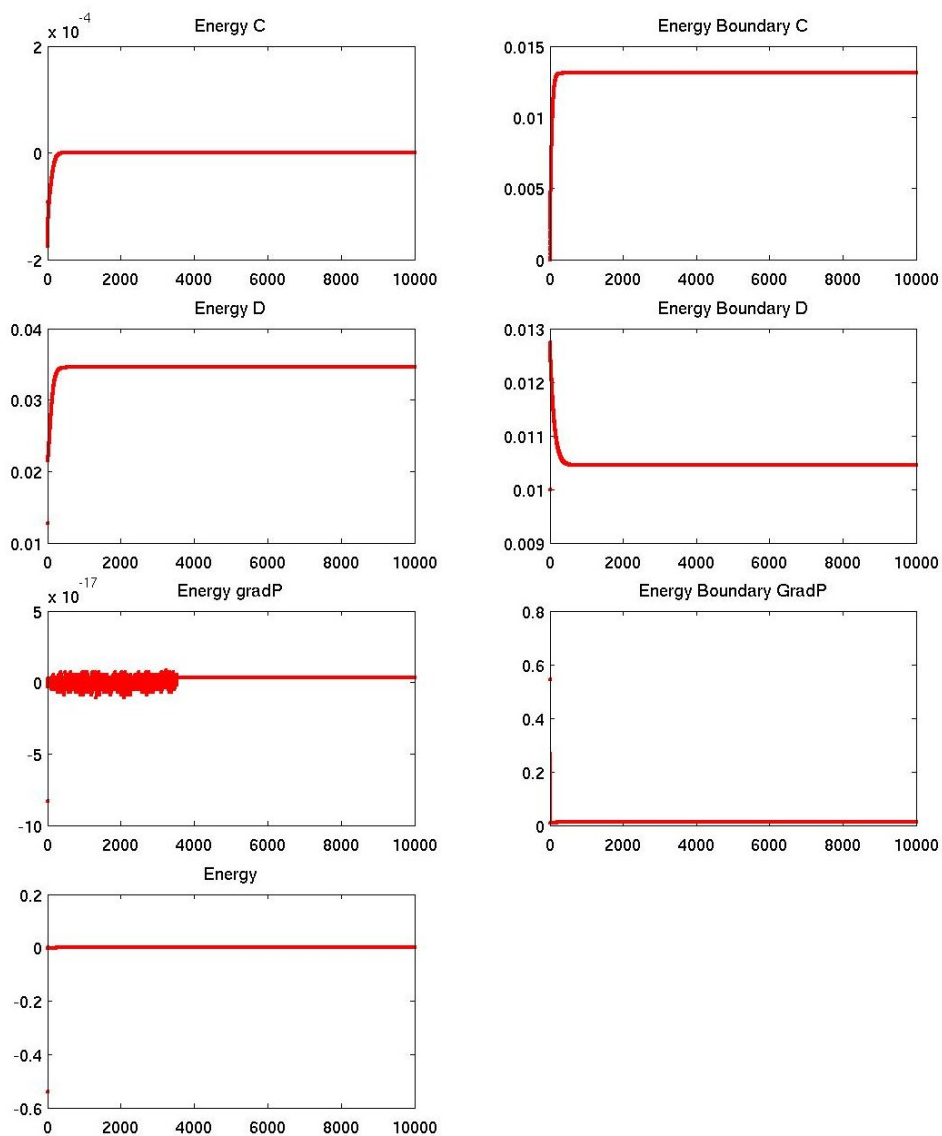 x 10^-4
Energy C
2
0
-2
0 2000 4000 6000 8000 10000
Energy Boundary C
0.015
0.01
0.005
0
0 2000 4000 6000 8000 10000
Energy D
0.04
0.03
0.02
0.01
0 2000 4000 6000 8000 10000
Energy Boundary D
0.013
0.012
0.011
0.01
0.009
0 2000 4000 6000 8000 10000
x 10^-17
Energy gradP
5
0
-5
-10
0 2000 4000 6000 8000 10000
Energy Boundary GradP
0.8
0.6
0.4
0.2
0
0 2000 4000 6000 8000 10000
Energy
0.2
0
-0.2
-0.4
-0.6
0 2000 4000 6000 8000 10000